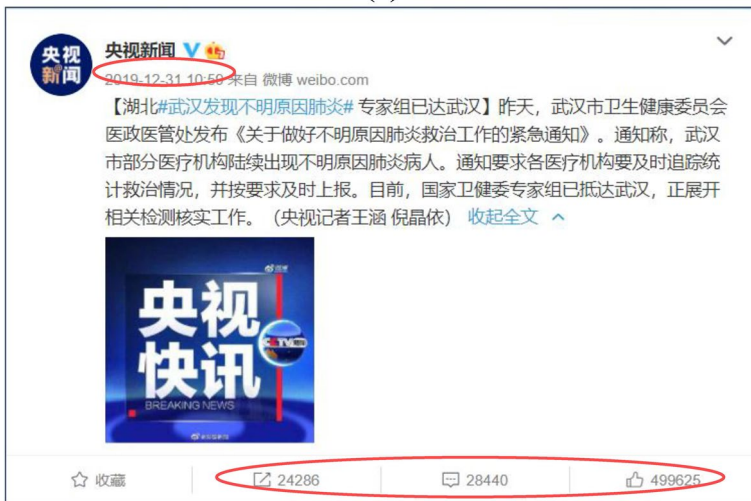 央视新闻
央视
新闻
2019-12-31 10:59 来自 微博 weibo.com
【湖北#武汉发现不明原因肺炎# 专家组已达武汉】昨天,武汉市卫生健康委员会
医政医管处发布《关于做好不明原因肺炎救治工作的紧急通知》。通知称,武汉
市部分医疗机构陆续出现不明原因肺炎病人。通知要求各医疗机构要及时追踪统
计救治情况,并按要求及时上报。目前,国家卫健委专家组已抵达武汉,正展开
相关检测核实工作。(央视记者王涵 倪晶依) 收起全文
央视
快讯
BREAKING NEWS
收藏 24286 28440 499625